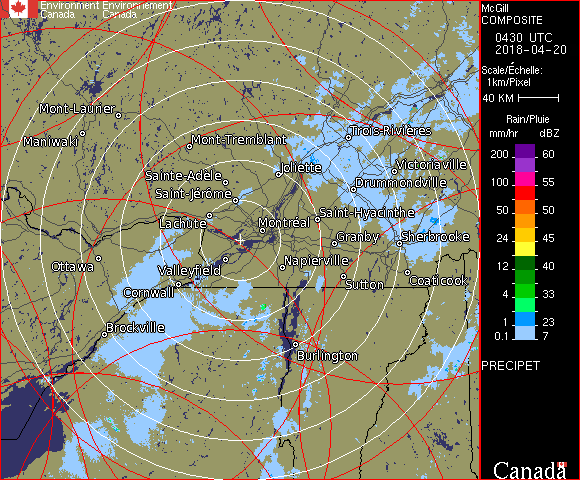 Environment Environnement
Canada Canada
McGill
COMPOSITE
0430 UTC
2018-04-20
Scale/Échelle:
1km/Pixel
40 KM
Rain/Pluie
mm/hr dBZ
200 60
150 57
100 55
50 50
24 45
12 40
4 33
1 23
0.1 7
PRECIPET
Canada
Mont-Laurier
Maniwaki
Mont-Tremblant
Trois-Rivières
Joliette
Victoriaville
Sainte-Adèle
Drummondville
Saint-Jérôme
Lachute
Saint-Hyacinthe
Montréal
Granby
Sherbrooke
Ottawa
Valleyfield
Napierville
Cornwall
Sutton
Coaticook
Brockville
Burlington